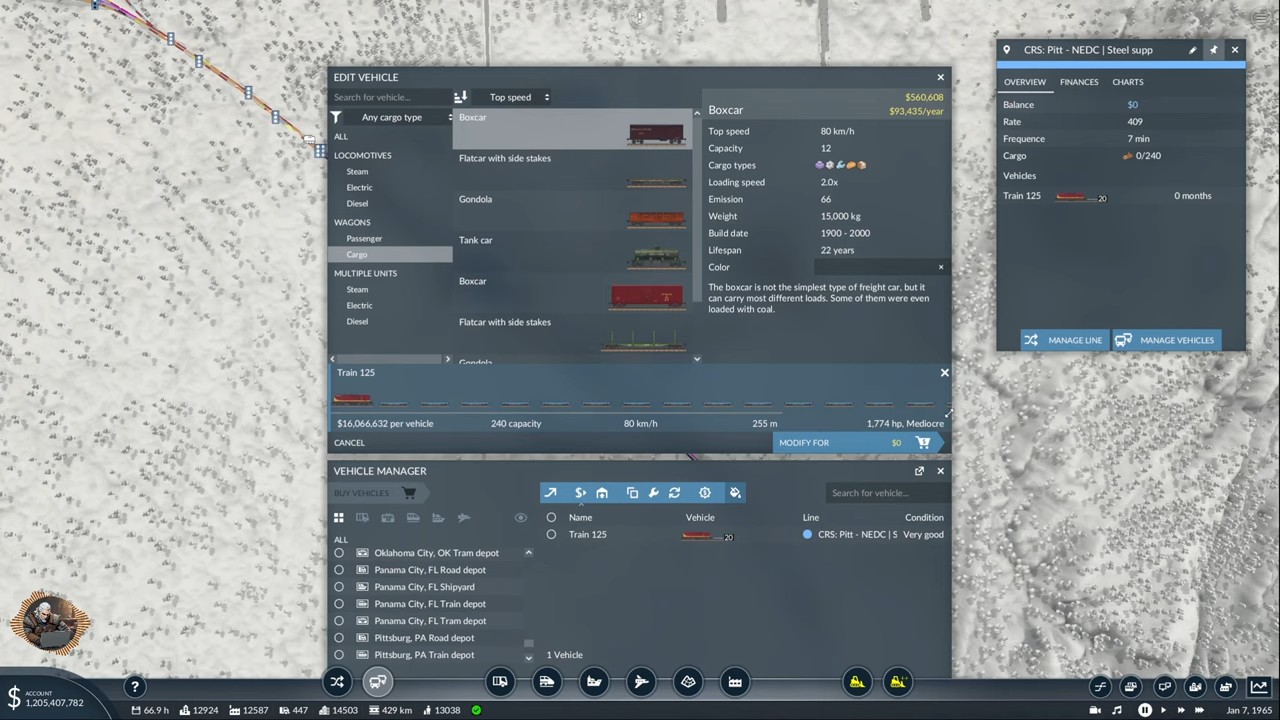 EDIT VEHICLE
Search for vehicle...
Top speed
Any cargo type
ALL
LOCOMOTIVES
Steam
Electric
Diesel
WAGONS
Passenger
Cargo
MULTIPLE UNITS
Steam
Electric
Diesel
Boxcar
Flatcar with side stakes
Gondola
Tank car
Boxcar
Flatcar with side stakes
Gondola
$560,608
Boxcar
$93,435/year
Top speed 80 km/h
Capacity 12
Cargo types
Loading speed 2.0x
Emission 66
Weight 15,000 kg
Build date 1900 - 2000
Lifespan 22 years
Color
The boxcar is not the simplest type of freight car, but it
can carry most different loads. Some of them were even
loaded with coal.
Train 125
$16,066,632 per vehicle 240 capacity 80 km/h 255 m 1,774 hp, Mediocre
CANCEL
MODIFY FOR $0
CRS: Pitt - NEDC | Steel supp
OVERVIEW FINANCES CHARTS
Balance $0
Rate 409
Frequency 7 min
Cargo 0/240
Vehicles
Train 125 20 0 months
MANAGE LINE MANAGE VEHICLES
VEHICLE MANAGER
BUY VEHICLES
Search for vehicle...
ALL
Oklahoma City, OK Tram depot
Panama City, FL Road depot
Panama City, FL Shipyard
Panama City, FL Train depot
Panama City, FL Tram depot
Pittsburg, PA Road depot
Pittsburg, PA Train depot
Name Vehicle Line Condition
Train 125 20 CRS: Pitt - NEDC | S Very good
1 Vehicle
$ ACCOUNT
1,205,407,782
?
66.9 h 12924 12587 447 14503 429 km 13038
Jan 7, 1965